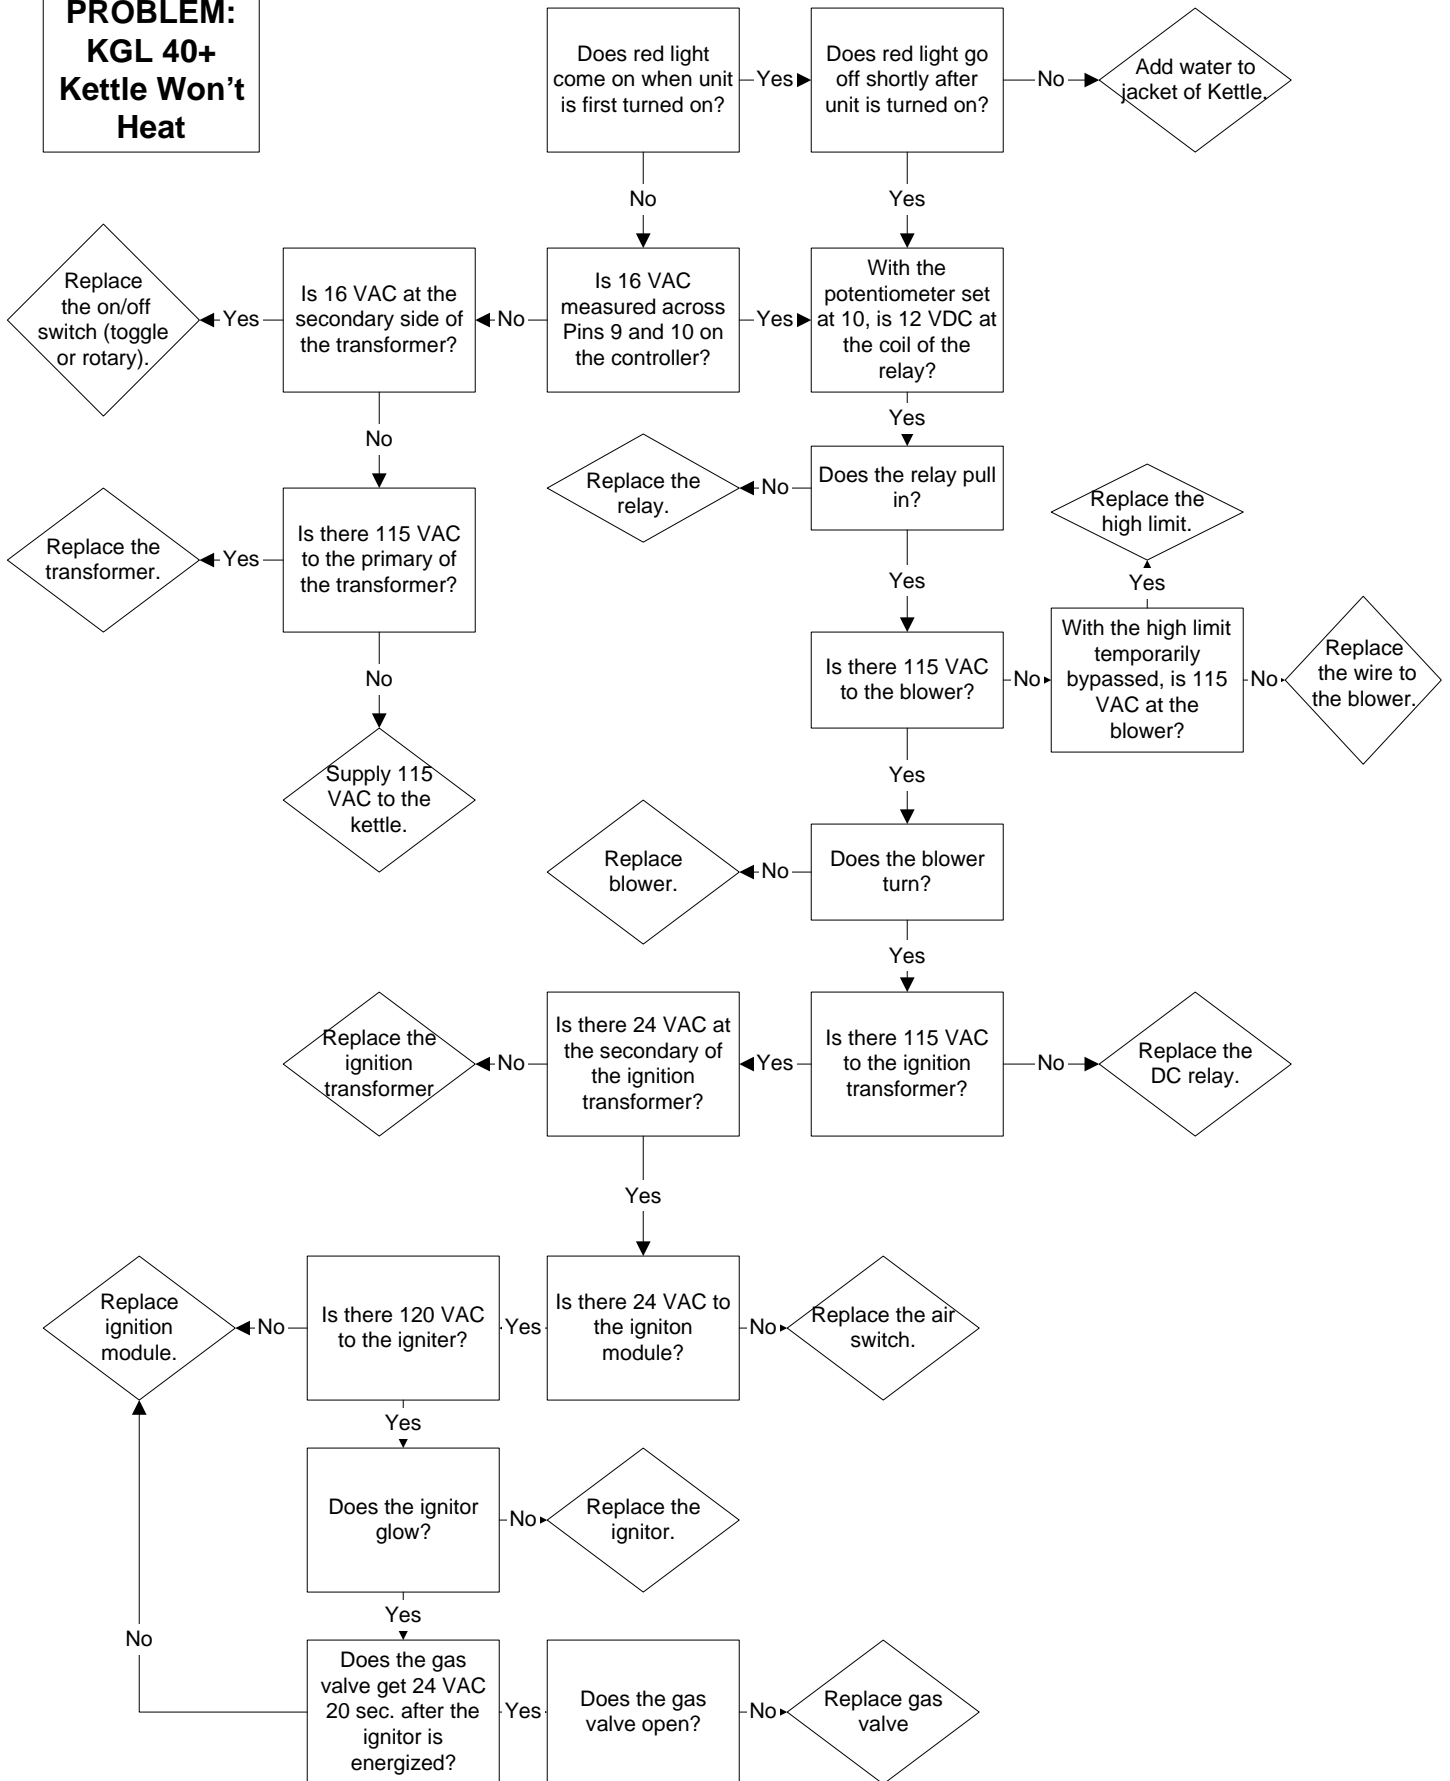 PROBLEM:
KGL 40+
Kettle Won't
Heat
Does red light
come on when unit
is first turned on?
Yes
Does red light go
off shortly after
unit is turned on?
No
Add water to
jacket of Kettle.
No
Yes
Replace
the on/off
switch (toggle
or rotary).
Yes
Is 16 VAC at the
secondary side of
the transformer?
No
Is 16 VAC
measured across
Pins 9 and 10 on
the controller?
Yes
With the
potentiometer set
at 10, is 12 VDC at
the coil of the
relay?
No
Yes
Replace the
relay.
No
Does the relay pull
in?
Replace the
high limit.
Replace the
transformer.
Yes
Is there 115 VAC
to the primary of
the transformer?
Yes
Yes
No
Is there 115 VAC
to the blower?
No
With the high limit
temporarily
bypassed, is 115
VAC at the
blower?
No
Replace
the wire to
the blower.
Supply 115
VAC to the
kettle.
Yes
Replace
blower.
No
Does the blower
turn?
Yes
Replace the
ignition
transformer
No
Is there 24 VAC at
the secondary of
the ignition
transformer?
Yes
Is there 115 VAC
to the ignition
transformer?
No
Replace the
DC relay.
Yes
Replace
ignition
module.
No
Is there 120 VAC
to the igniter?
Yes
Is there 24 VAC to
the igniton
module?
No
Replace the air
switch.
Yes
Does the ignitor
glow?
No
Replace the
ignitor.
Yes
No
Does the gas
valve get 24 VAC
20 sec. after the
ignitor is
energized?
Yes
Does the gas
valve open?
No
Replace gas
valve